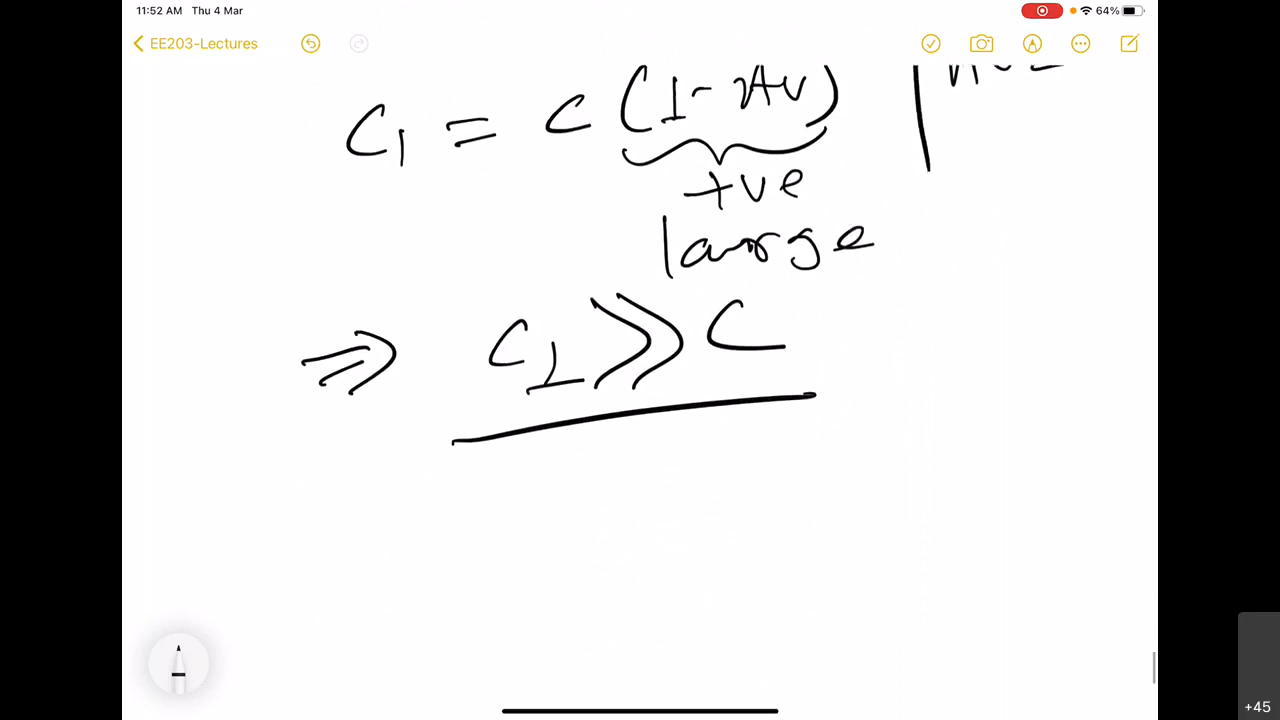 11:52 AM Thu 4 Mar 64%
EE203-Lectures
C1 = C (1 - Av)
+ve
large
⇒ C1 >> C
+45